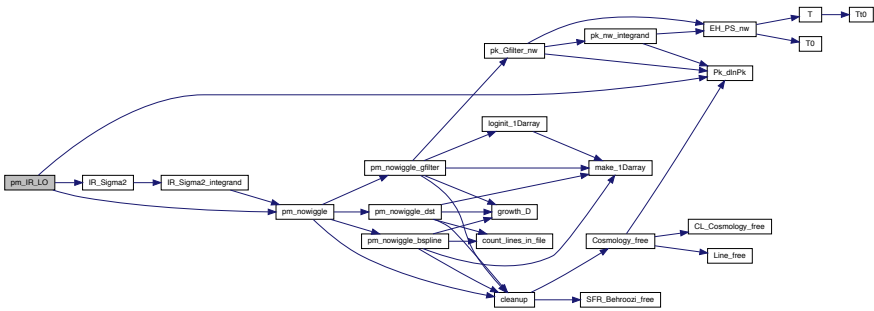 T
Tt0
EH_PS_nw
pk_nw_integrand
T0
pk_Gfilter_nw
Pk_dlnPk
loginit_1Darray
pm_nowiggle_gfilter
make_1Darray
pm_IR_LO
IR_Sigma2
IR_Sigma2_integrand
pm_nowiggle
pm_nowiggle_dst
growth_D
pm_nowiggle_bspline
count_lines_in_file
Cosmology_free
CL_Cosmology_free
Line_free
cleanup
SFR_Behroozi_free